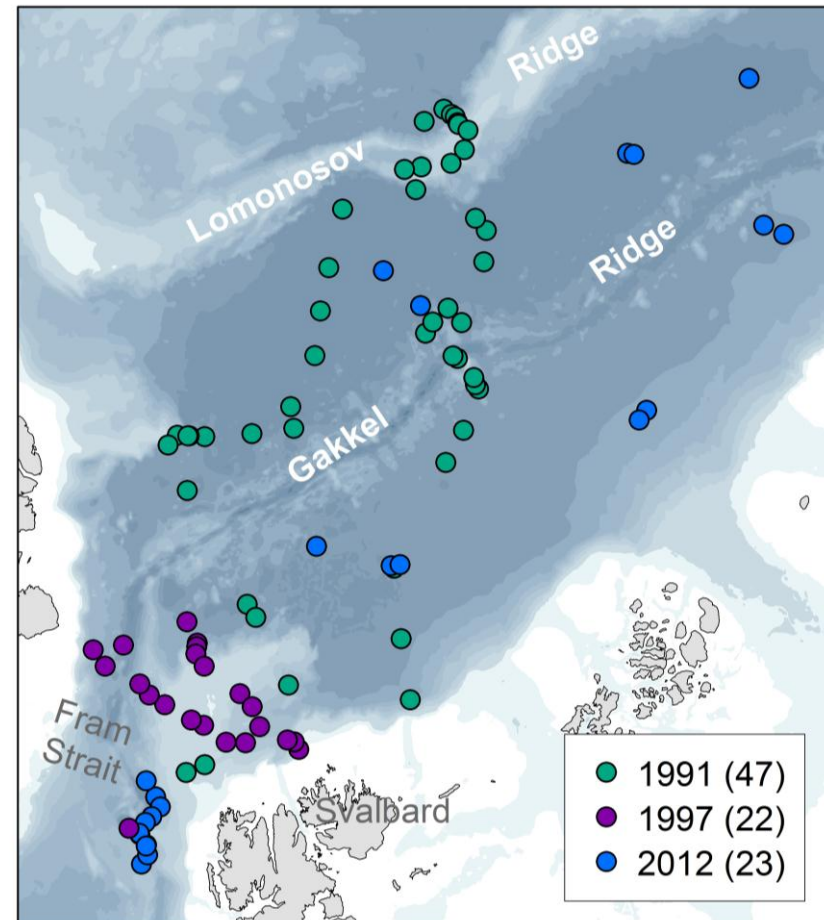 Ridge
Lomonosov
Ridge
Gakkel
Fram
Strait
Svalbard
1991 (47)
1997 (22)
2012 (23)